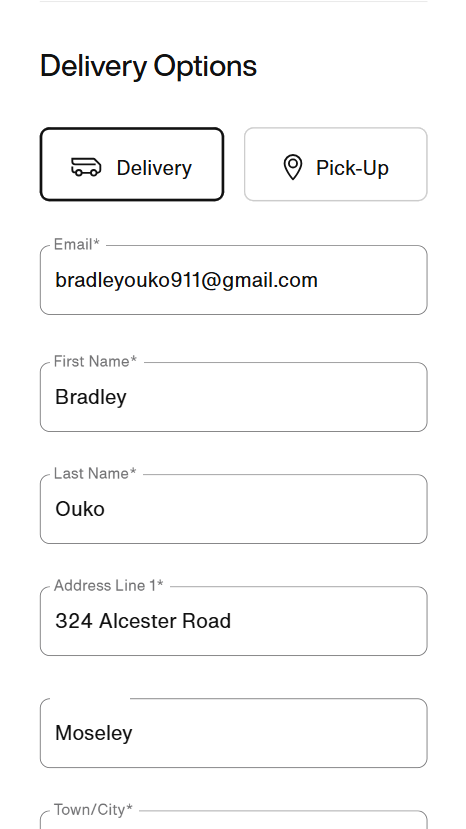 Delivery Options
Delivery
Pick-Up
Email*
bradleyouko911@gmail.com
First Name*
Bradley
Last Name*
Ouko
Address Line 1*
324 Alcester Road
Moseley
Town/City*